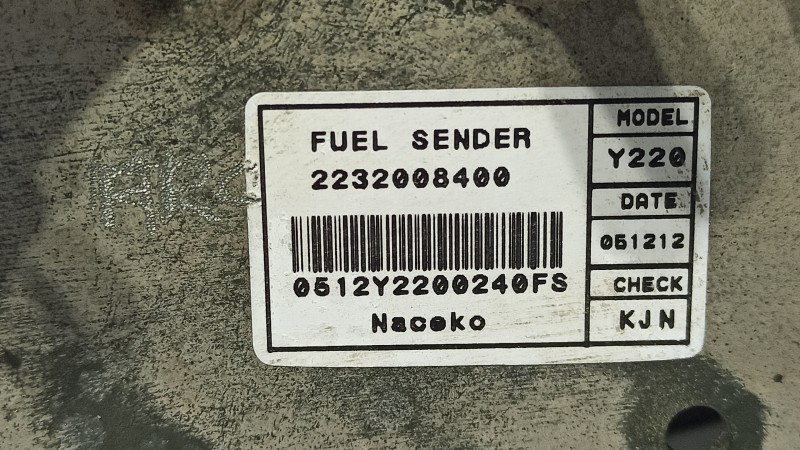 FUEL SENDER
2232008400
0512Y2200240FS
Naceko
MODEL
Y220
DATE
051212
CHECK
KJN